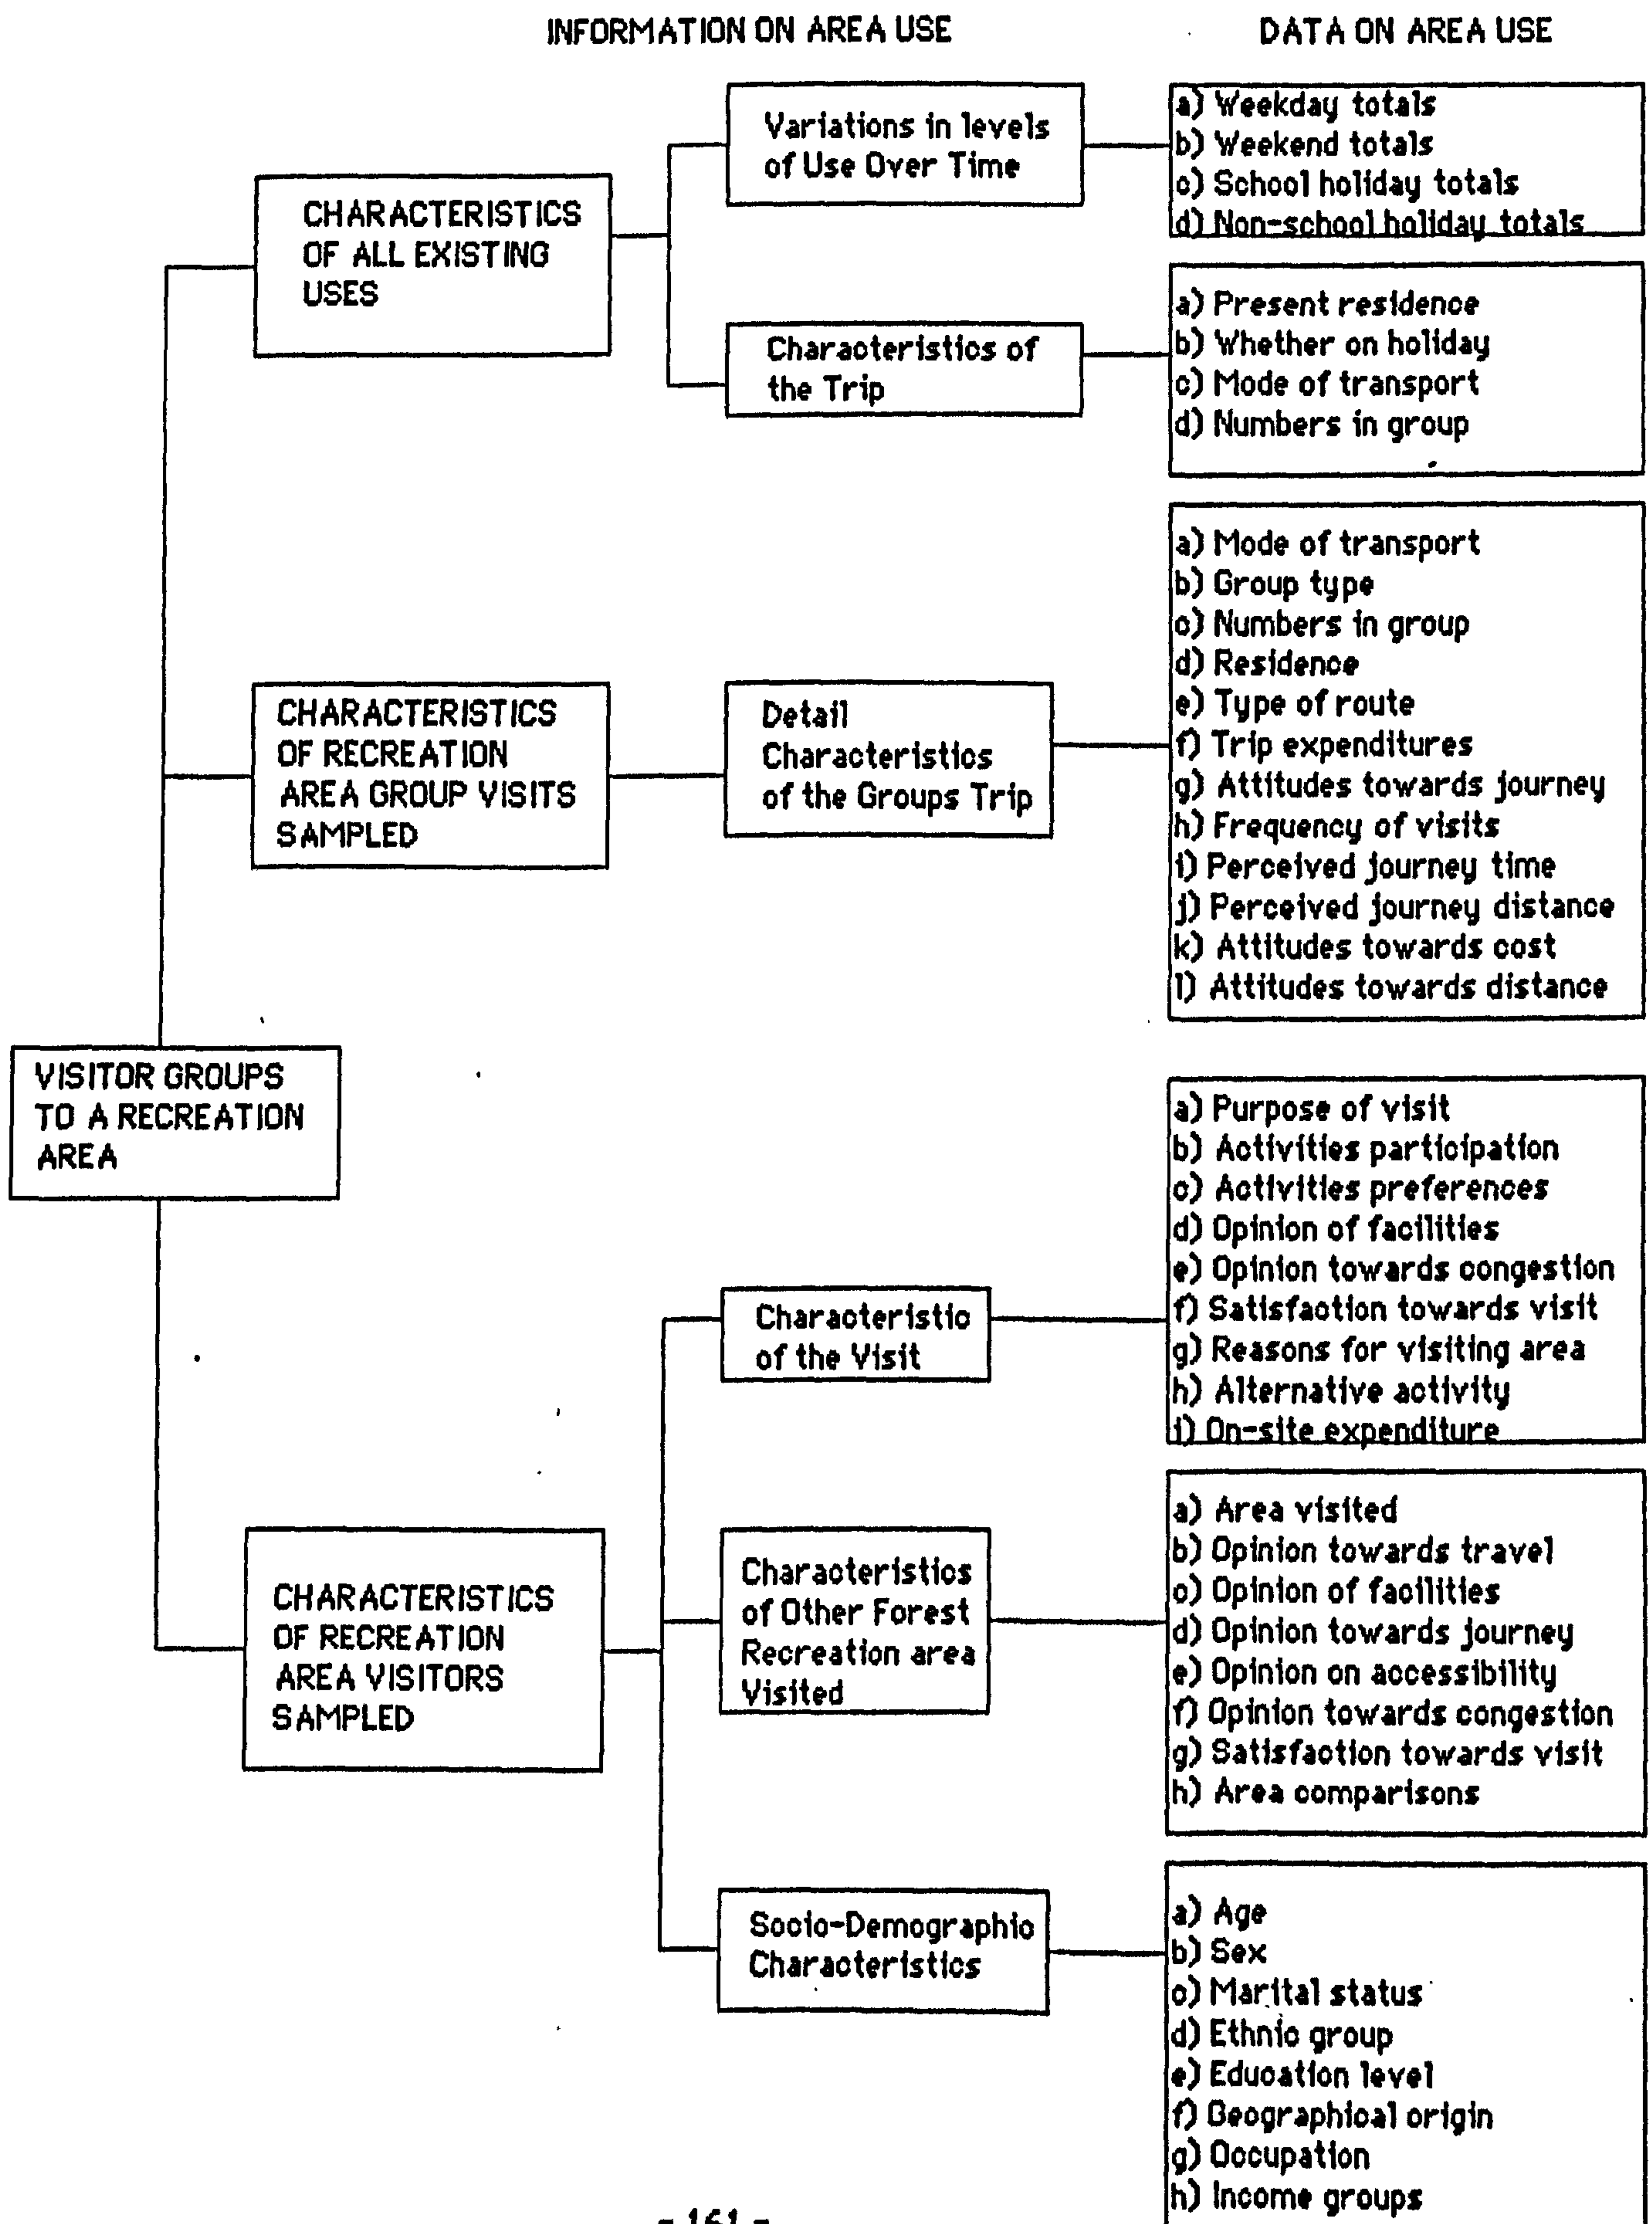 INFORMATION ON AREA USE
DATA ON AREA USE
VISITOR GROUPS
TO A RECREATION
AREA
CHARACTERISTICS
OF ALL EXISTING
USES
Variations in levels
of Use Over Time
a) Weekday totals
b) Weekend totals
c) School holiday totals
d) Non-school holiday totals
Characteristics of
the Trip
a) Present residence
b) Whether on holiday
c) Mode of transport
d) Numbers in group
CHARACTERISTICS
OF RECREATION
AREA GROUP VISITS
SAMPLED
Detail
Characteristics
of the Groups Trip
a) Mode of transport
b) Group type
c) Numbers in group
d) Residence
e) Type of route
f) Trip expenditures
g) Attitudes towards journey
h) Frequency of visits
i) Perceived journey time
j) Perceived journey distance
k) Attitudes towards cost
l) Attitudes towards distance
CHARACTERISTICS
OF RECREATION
AREA VISITORS
SAMPLED
Characteristic
of the Visit
a) Purpose of visit
b) Activities participation
c) Activities preferences
d) Opinion of facilities
e) Opinion towards congestion
f) Satisfaction towards visit
g) Reasons for visiting area
h) Alternative activity
i) On-site expenditure
Characteristics
of Other Forest
Recreation area
Visited
a) Area visited
b) Opinion towards travel
c) Opinion of facilities
d) Opinion towards journey
e) Opinion on accessibility
f) Opinion towards congestion
g) Satisfaction towards visit
h) Area comparisons
Socio-Demographic
Characteristics
a) Age
b) Sex
c) Marital status
d) Ethnic group
e) Education level
f) Geographical origin
g) Occupation
h) Income groups
- 161 -